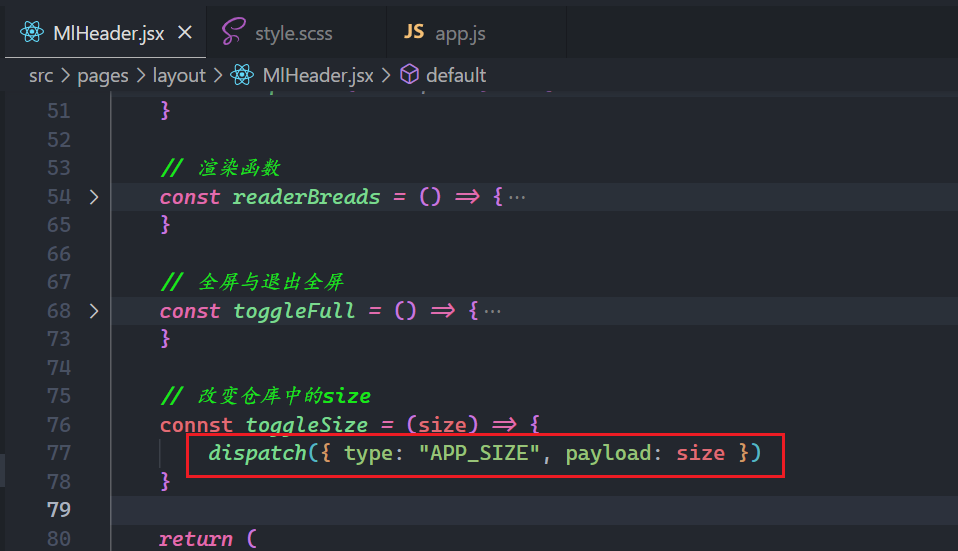 MlHeader.jsx × style.scss JS app.js
src > pages > layout > MlHeader.jsx > default
51 }
52
53 // 渲染函数
54 > const readerBreads = () => { ···
65 }
66
67 // 全屏与退出全屏
68 > const toggleFull = () => { ···
73 }
74
75 // 改变仓库中的size
76 connst toggleSize = (size) => {
77 dispatch({ type: "APP_SIZE", payload: size })
78 }
79
80 return (